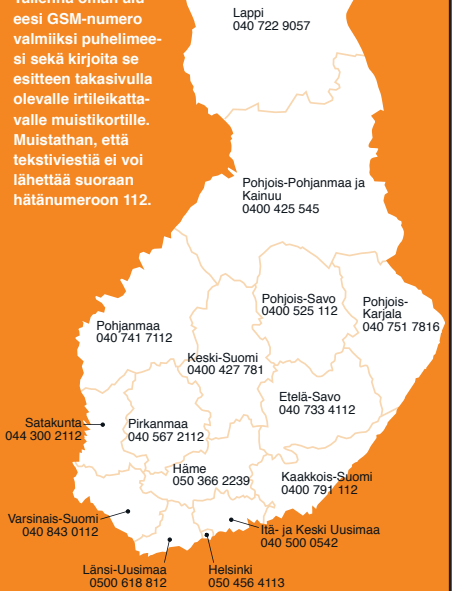 Tallenna oman alu-
eesi GSM-numero
valmiiksi puhelimee-
si sekä kirjoita se
esitteen takasivulla
olevalle irtileikatta-
valle muistikortille.
Muistathan, että
tekstiviestiä ei voi
lähettää suoraan
hätänumeroon 112.
Lappi
040 722 9057
Pohjois-Pohjanmaa ja
Kainuu
0400 425 545
Pohjois-Savo
0400 525 112
Pohjois-
Karjala
040 751 7816
Pohjanmaa
040 741 7112
Keski-Suomi
0400 427 781
Etelä-Savo
040 733 4112
Satakunta
044 300 2112
Pirkanmaa
040 567 2112
Häme
050 366 2239
Kaakkois-Suomi
0400 791 112
Varsinais-Suomi
040 843 0112
Itä- ja Keski Uusimaa
040 500 0542
Länsi-Uusimaa
0500 618 812
Helsinki
050 456 4113